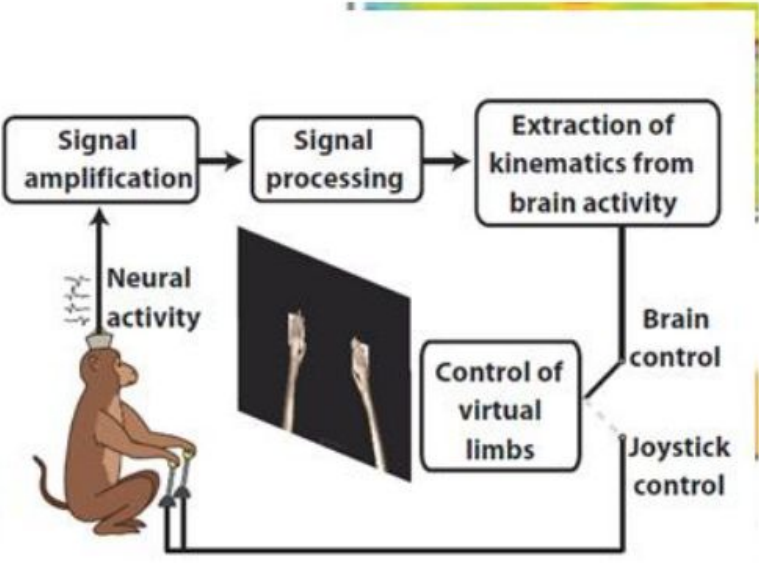 Signal
amplification
Signal
processing
Extraction of
kinematics from
brain activity
Neural
activity
Brain
control
Control of
virtual
limbs
Joystick
control